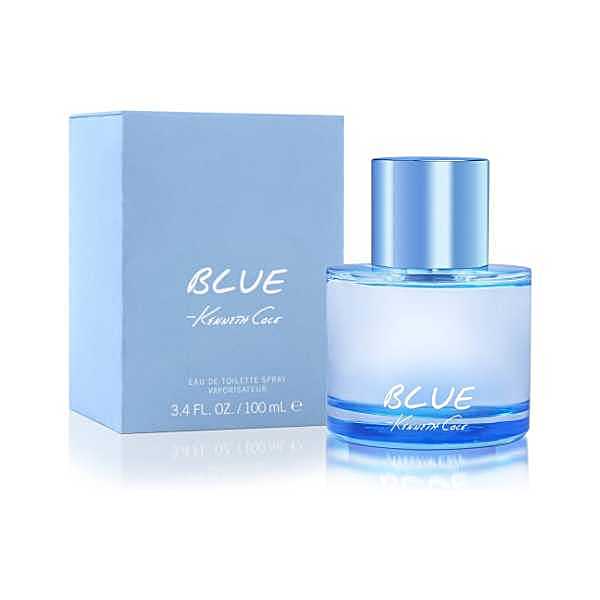 BLUE
Kenneth Cole
EAU DE TOILETTE SPRAY
VAPORISATEUR
3.4 FL. OZ. / 100 mL ℮
BLUE
Kenneth Cole